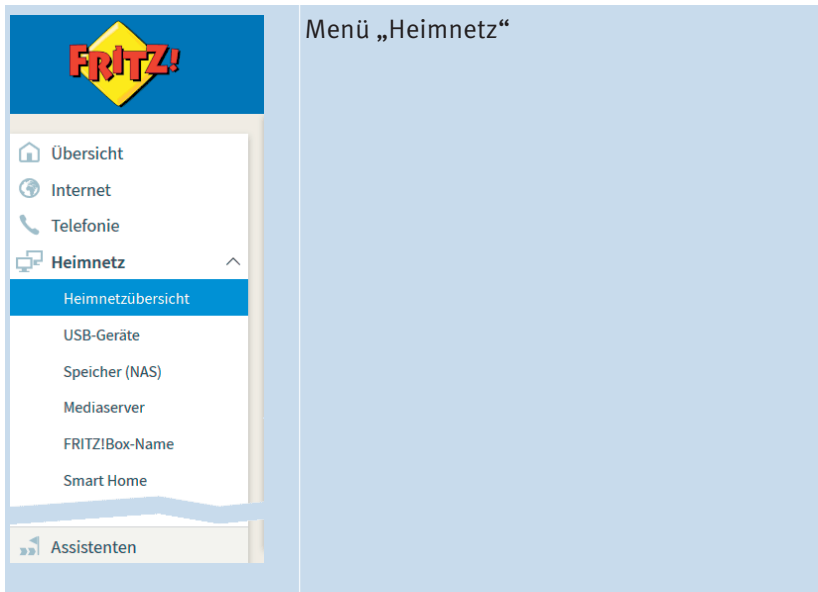 FRITZ!
Menü „Heimnetz“
Übersicht
Internet
Telefonie
Heimnetz
Heimnetzübersicht
USB-Geräte
Speicher (NAS)
Mediaserver
FRITZ!Box-Name
Smart Home
Assistenten